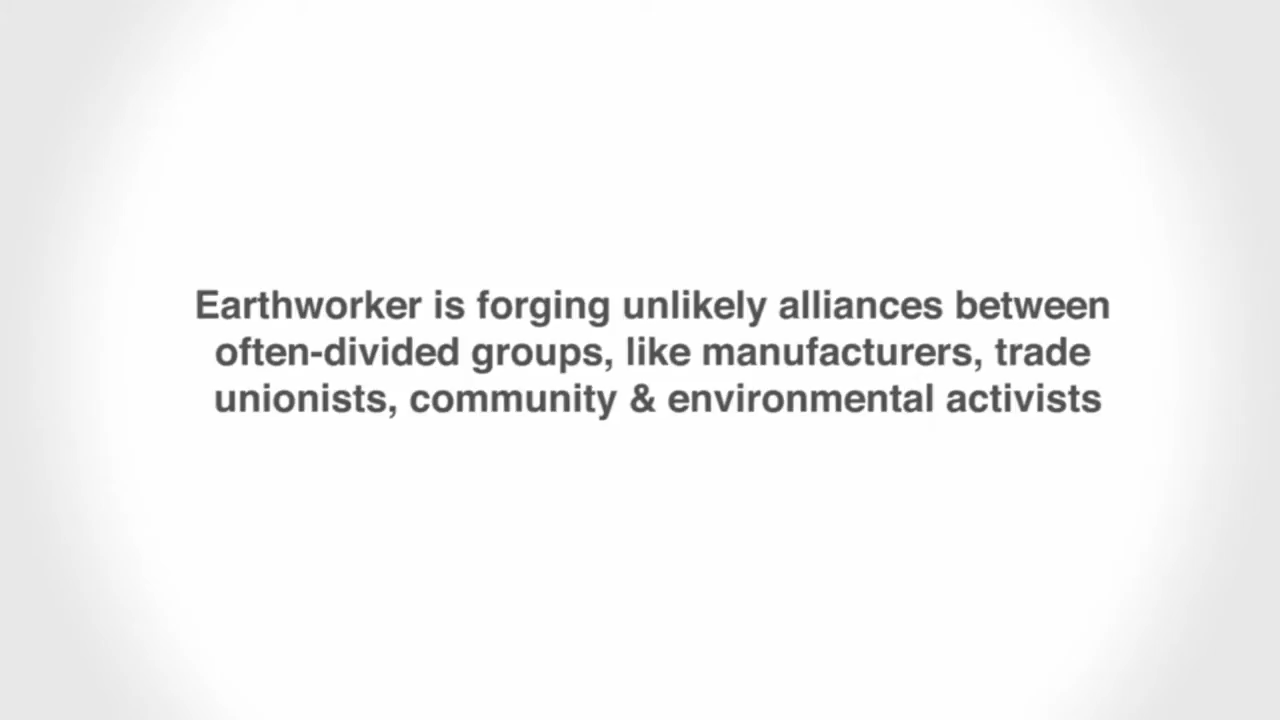 Earthworker is forging unlikely alliances between
often-divided groups, like manufacturers, trade
unionists, community & environmental activists